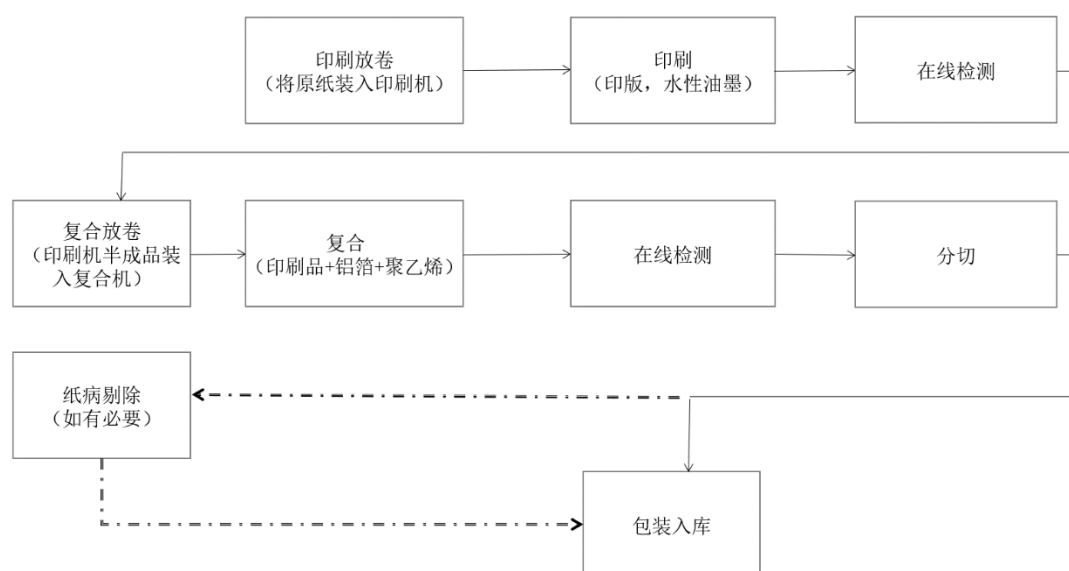 印刷放卷
（将原纸装入印刷机）
印刷
（印版，水性油墨）
在线检测
复合放卷
（印刷机半成品装
入复合机）
复合
（印刷品+铝箔+聚乙烯）
在线检测
分切
纸病剔除
（如有必要）
包装入库